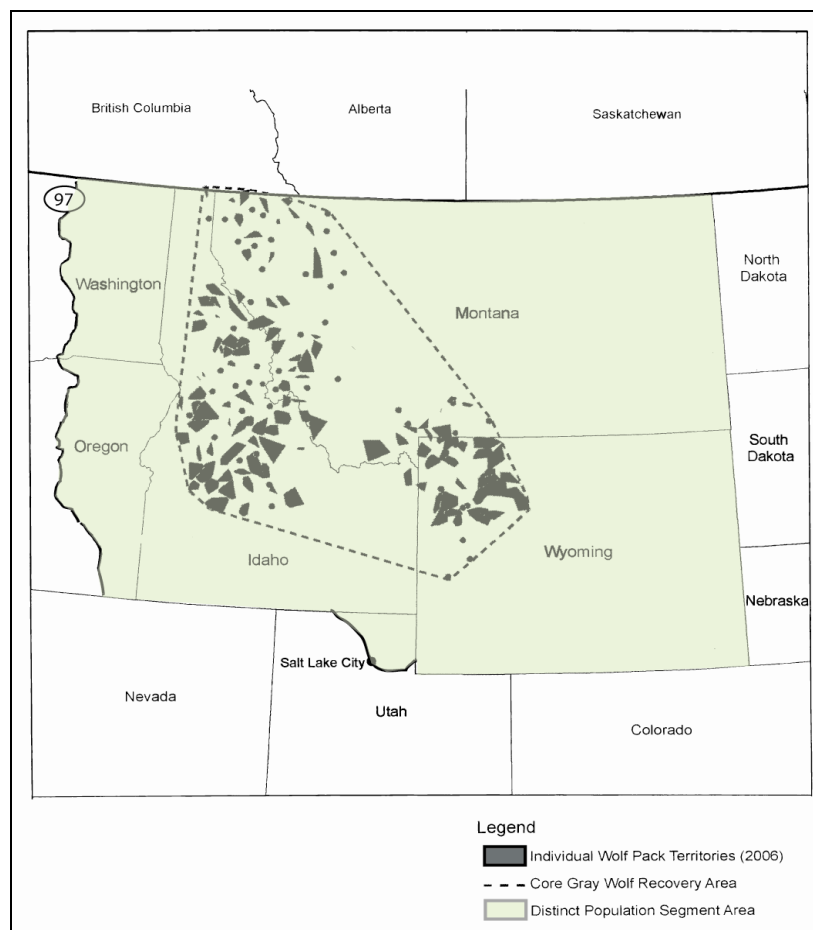 British Columbia
Alberta
Saskatchewan
97
Washington
Montana
North
Dakota
Oregon
South
Dakota
Idaho
Wyoming
Nebraska
Salt Lake City
Nevada
Utah
Colorado
Legend
Individual Wolf Pack Territories (2006)
Core Gray Wolf Recovery Area
Distinct Population Segment Area